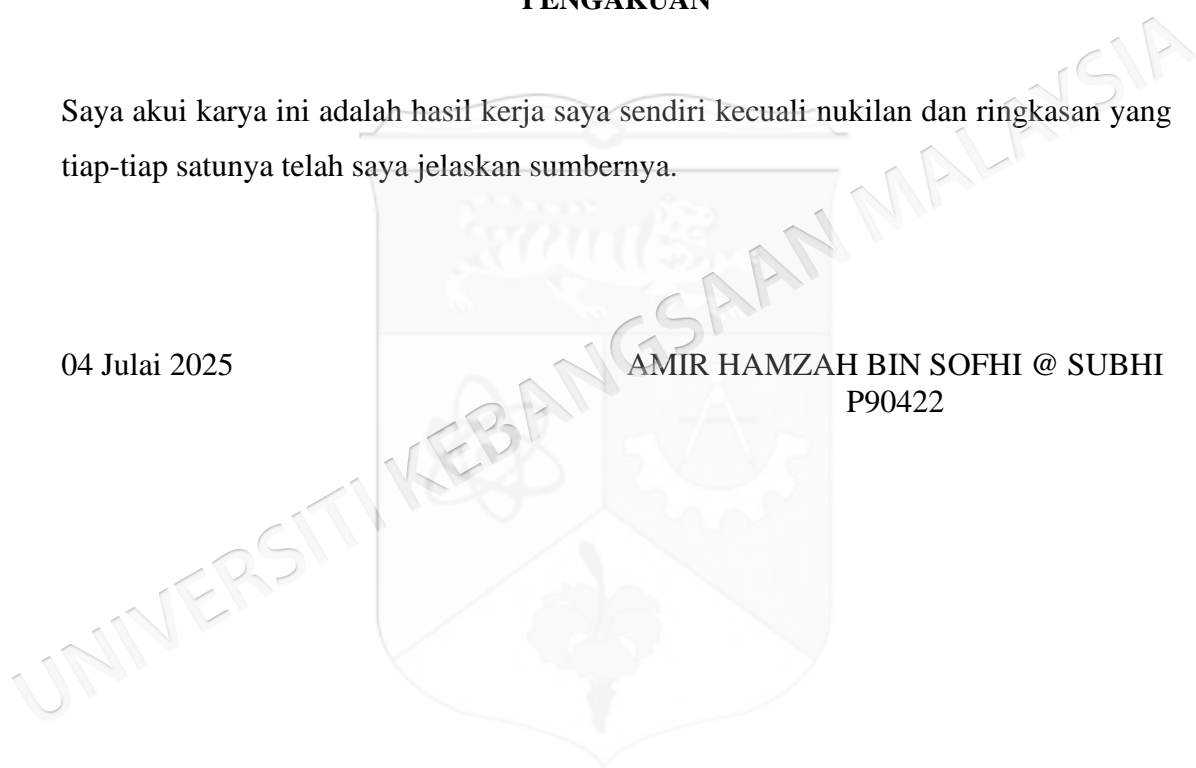 PENGAKUAN
Saya akui karya ini adalah hasil kerja saya sendiri kecuali nukilan dan ringkasan yang
tiap-tiap satunya telah saya jelaskan sumbernya.
04 Julai 2025
AMIR HAMZAH BIN SOFHI @ SUBHI
P90422
UNIVERSITI KEBANGSAAN MALAYSIA